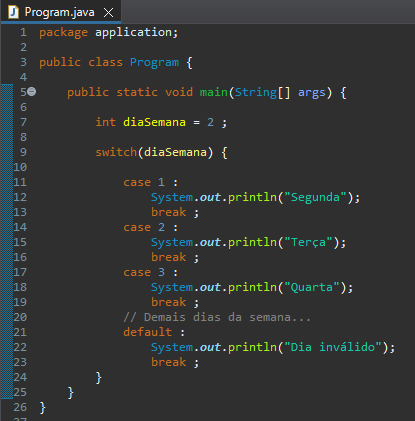 Program.java
1 package application;
2
3 public class Program {
4
5 public static void main(String[] args) {
6
7 int diaSemana = 2 ;
8
9 switch(diaSemana) {
10
11 case 1 :
12 System.out.println("Segunda");
13 break ;
14 case 2 :
15 System.out.println("Terça");
16 break ;
17 case 3 :
18 System.out.println("Quarta");
19 break ;
20 // Demais dias da semana...
21 default :
22 System.out.println("Dia inválido");
23 break ;
24 }
25 }
26 }
27